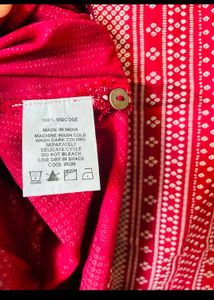 100% VISCOSE
MADE IN INDIA
MACHINE WASH COLD
WASH DARK COLORS
SEPARATELY
DELICATE CYCLE
DO NOT BLEACH
LINE DRY IN SHADE
COOL IRON